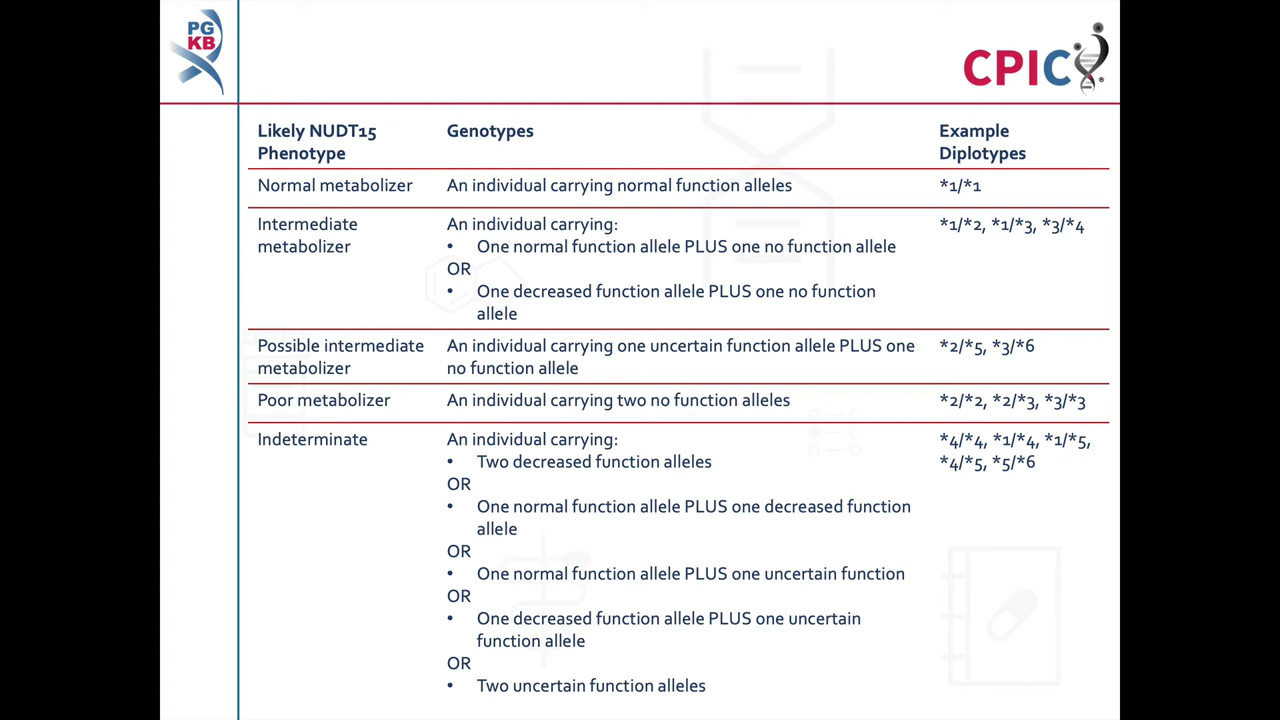 PG
KB
CPIC
Likely NUDT15 Phenotype
Genotypes
Example Diplotypes
Normal metabolizer
An individual carrying normal function alleles
*1/*1
Intermediate
metabolizer
An individual carrying:
• One normal function allele PLUS one no function allele
OR
• One decreased function allele PLUS one no function
allele
*1/*2, *1/*3, *3/*4
Possible intermediate
metabolizer
An individual carrying one uncertain function allele PLUS one
no function allele
*2/*5, *3/*6
Poor metabolizer
An individual carrying two no function alleles
*2/*2, *2/*3, *3/*3
Indeterminate
An individual carrying:
• Two decreased function alleles
OR
• One normal function allele PLUS one decreased function
allele
OR
• One normal function allele PLUS one uncertain function
OR
• One decreased function allele PLUS one uncertain
function allele
OR
• Two uncertain function alleles
*4/*4, *1/*4, *1/*5,
*4/*5, *5/*6